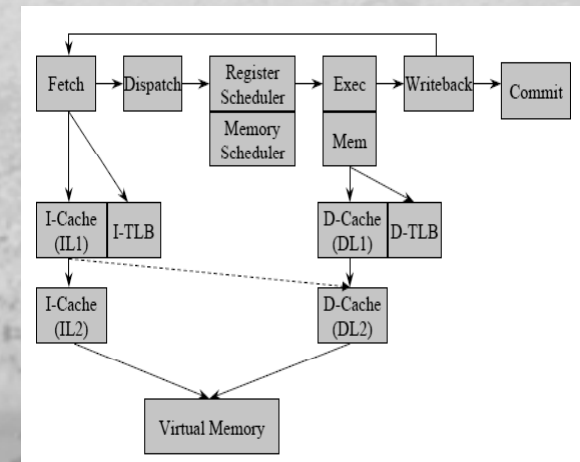 Fetch
Dispatch
Register
Scheduler
Exec
Writeback
Commit
Memory
Scheduler
Mem
I-Cache
(IL1)
I-TLB
D-Cache
(DL1)
D-TLB
I-Cache
(IL2)
D-Cache
(DL2)
Virtual Memory